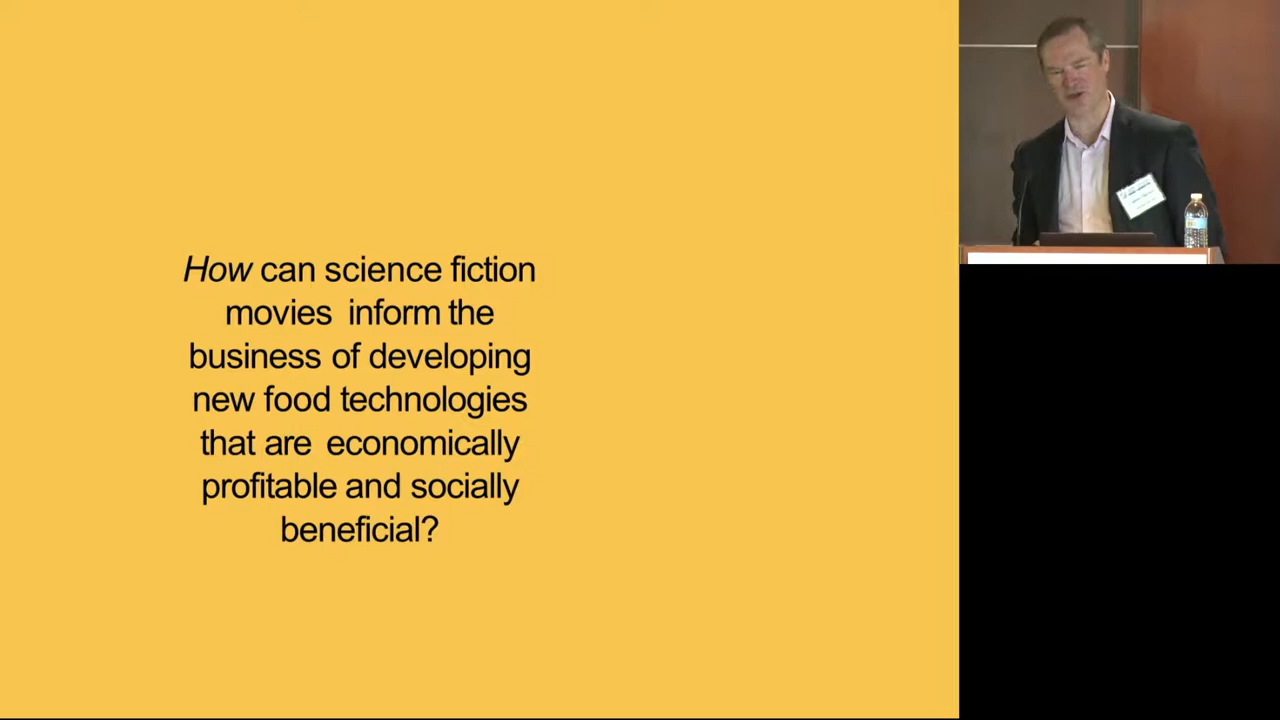 How can science fiction
movies inform the
business of developing
new food technologies
that are economically
profitable and socially
beneficial?